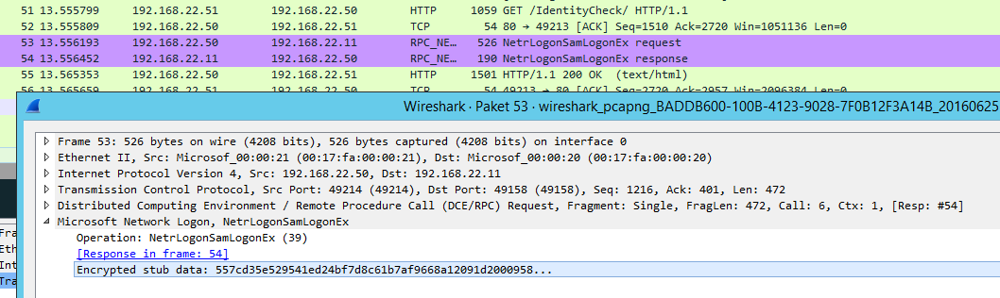 51 13.555799 192.168.22.51 192.168.22.50 HTTP 1059 GET /IdentityCheck/ HTTP/1.1
52 13.555809 192.168.22.50 192.168.22.51 TCP 54 80 → 49213 [ACK] Seq=1510 Ack=2720 Win=1051136 Len=0
53 13.556193 192.168.22.50 192.168.22.11 RPC_NE… 526 NetrLogonSamLogonEx request
54 13.556452 192.168.22.11 192.168.22.50 RPC_NE… 190 NetrLogonSamLogonEx response
55 13.565353 192.168.22.50 192.168.22.51 HTTP 1501 HTTP/1.1 200 OK (text/html)
56 13.565659 192.168.22.51 192.168.22.50 TCP 54 49213 → 80 [ACK] Seq=2720 Ack=2957 Win=2096384 Len=0
Wireshark · Paket 53 · wireshark_pcapng_BADDB600-100B-4123-9028-7F0B12F3A14B_20160625
Frame 53: 526 bytes on wire (4208 bits), 526 bytes captured (4208 bits) on interface 0
Ethernet II, Src: Microsof_00:00:21 (00:17:fa:00:00:21), Dst: Microsof_00:00:20 (00:17:fa:00:00:20)
Internet Protocol Version 4, Src: 192.168.22.50, Dst: 192.168.22.11
Transmission Control Protocol, Src Port: 49214 (49214), Dst Port: 49158 (49158), Seq: 1216, Ack: 401, Len: 472
Distributed Computing Environment / Remote Procedure Call (DCE/RPC) Request, Fragment: Single, FragLen: 472, Call: 6, Ctx: 1, [Resp: #54]
Microsoft Network Logon, NetrLogonSamLogonEx
Operation: NetrLogonSamLogonEx (39)
[Response in frame: 54]
Encrypted stub data: 557cd35e529541ed24bf7d8c61b7af9668a12091d2000958...
Fra
Eth
Int
Tra